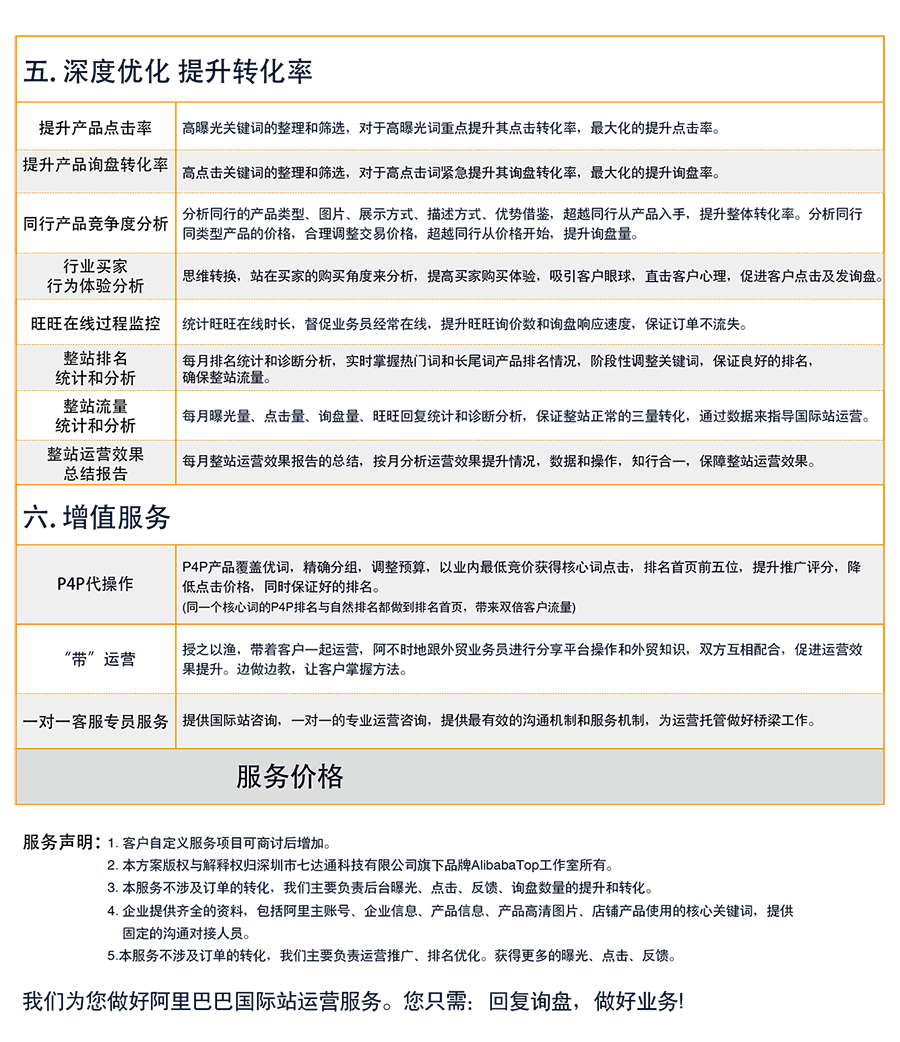 五. 深度优化 提升转化率
提升产品点击率
高曝光关键词的整理和筛选，对于高曝光词重点提升其点击转化率，最大化的提升点击率。
提升产品询盘转化率
高点击关键词的整理和筛选，对于高点击词紧急提升其询盘转化率，最大化的提升询盘率。
同行产品竞争度分析
分析同行的产品类型、图片、展示方式、描述方式、优势借鉴，超越同行从产品入手，提升整体转化率。分析同行
同类型产品的价格，合理调整交易价格，超越同行从价格开始，提升询盘量。
行业买家
行为体验分析
思维转换，站在买家的购买角度来分析，提高买家购买体验，吸引客户眼球，直击客户心理，促进客户点击及发询盘。
旺旺在线过程监控
统计旺旺在线时长，督促业务员经常在线，提升旺旺询价数和询盘响应速度，保证订单不流失。
整站排名
统计和分析
每月排名统计和诊断分析，实时掌握热门词和长尾词产品排名情况，阶段性调整关键词，保证良好的排名，
确保整站流量。
整站流量
统计和分析
每月曝光量、点击量、询盘量、旺旺回复统计和诊断分析，保证整站正常的三量转化，通过数据来指导国际站运营。
整站运营效果
总结报告
每月整站运营效果报告的总结，按月分析运营效果提升情况，数据和操作，知行合一，保障整站运营效果。
六. 增值服务
P4P代操作
P4P产品覆盖优词，精确分组，调整预算，以业内最低竞价获得核心词点击，排名首页前五位，提升推广评分，降
低点击价格，同时保证好的排名。
(同一个核心词的P4P排名与自然排名都做到排名首页，带来双倍客户流量)
“带”运营
授之以渔，带着客户一起运营，阿不时地跟外贸业务员进行分享平台操作和外贸知识，双方互相配合，促进运营效
果提升。边做边教，让客户掌握方法。
一对一客服专员服务
提供国际站咨询，一对一的专业运营咨询，提供最有效的沟通机制和服务机制，为运营托管做好桥梁工作。
服务价格
服务声明：1. 客户自定义服务项目可商讨后增加。
2. 本方案版权与解释权归深圳市七达通科技有限公司旗下品牌AlibabaTop工作室所有。
3. 本服务不涉及订单的转化，我们主要负责后台曝光、点击、反馈、询盘数量的提升和转化。
4. 企业提供齐全的资料，包括阿里主账号、企业信息、产品信息、产品高清图片、店铺产品使用的核心关键词，提供
固定的沟通对接人员。
5.本服务不涉及订单的转化，我们主要负责运营推广、排名优化。获得更多的曝光、点击、反馈。
我们为您做好阿里巴巴国际站运营服务。您只需：回复询盘，做好业务!